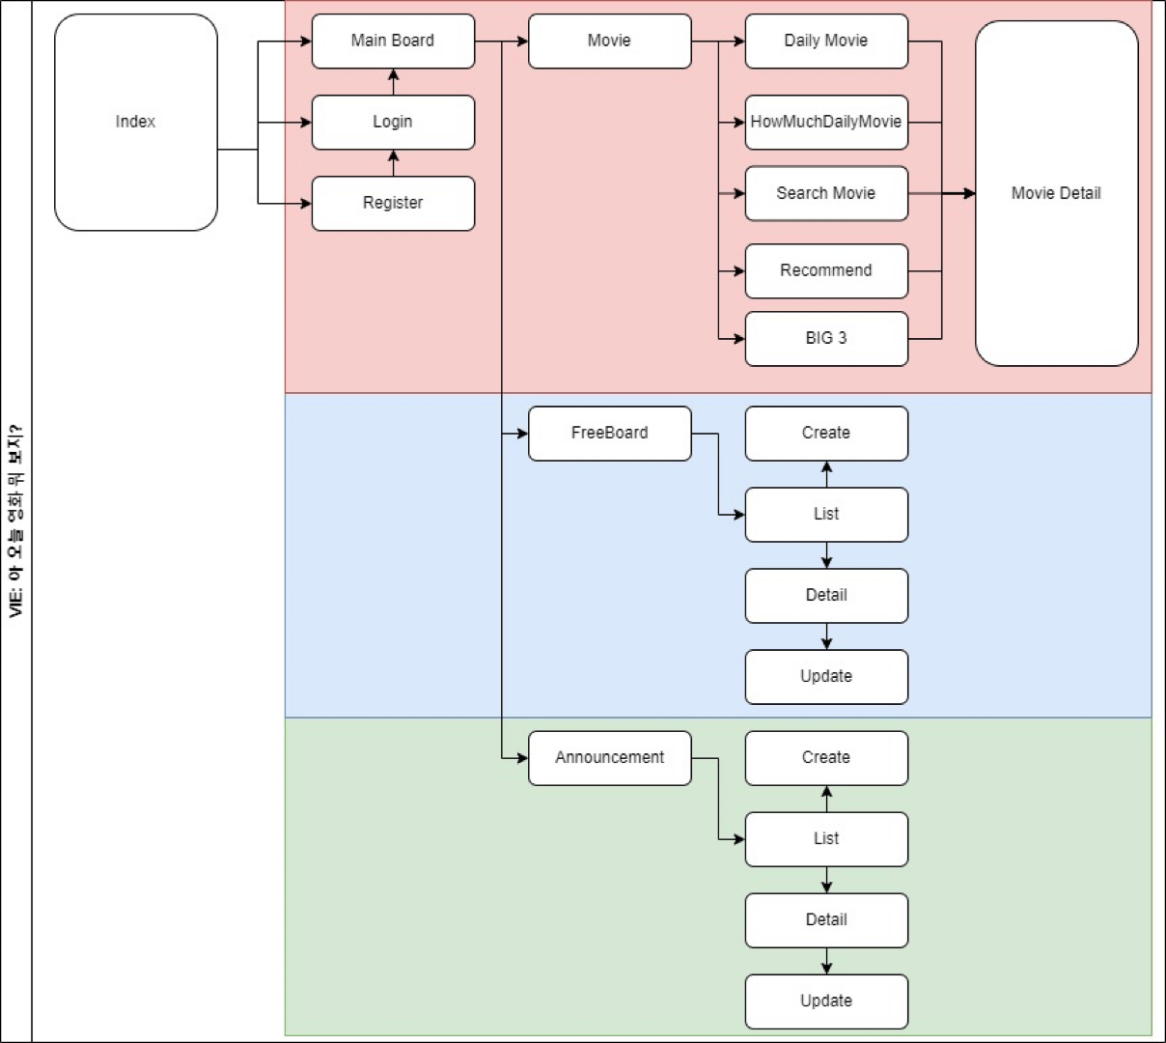 VIE: 아 오늘 영화 뭐 보지?
Index
Main Board
Login
Register
Movie
Daily Movie
HowMuchDailyMovie
Search Movie
Recommend
BIG 3
Movie Detail
FreeBoard
Create
List
Detail
Update
Announcement
Create
List
Detail
Update